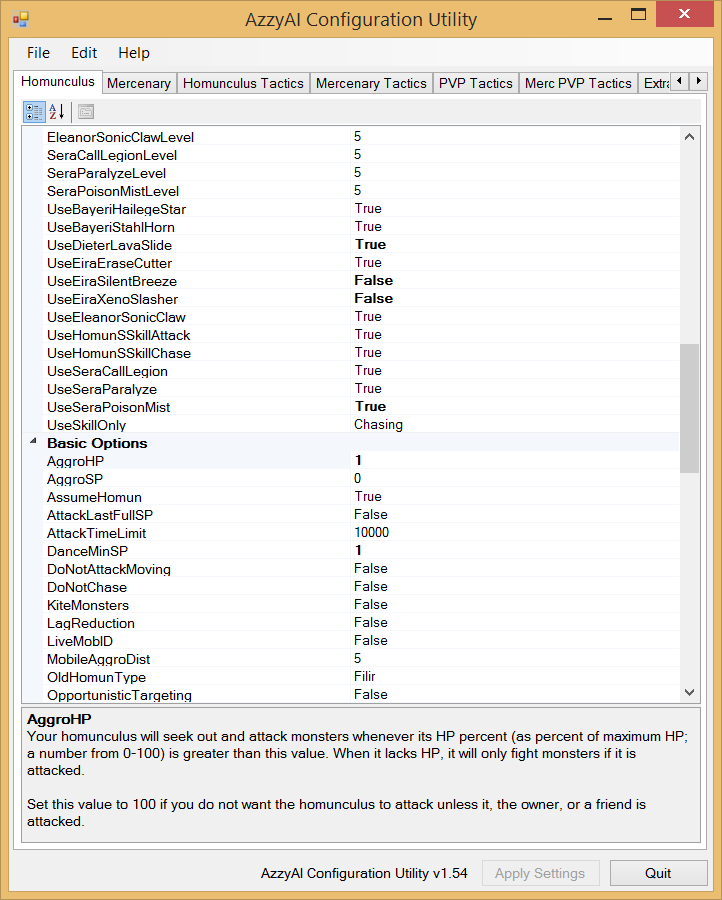 AzzyAI Configuration Utility
File Edit Help
Homunculus Mercenary Homunculus Tactics Mercenary Tactics PVP Tactics Merc PVP Tactics Extra
EleanorSonicClawLevel 5
SeraCallLegionLevel 5
SeraParalyzeLevel 5
SeraPoisonMistLevel 5
UseBayeriHailegeStar True
UseBayeriStahlHorn True
UseDieterLavaSlide True
UseEiraEraseCutter True
UseEiraSilentBreeze False
UseEiraXenoSlasher False
UseEleanorSonicClaw True
UseHomunSSkillAttack True
UseHomunSSkillChase True
UseSeraCallLegion True
UseSeraParalyze True
UseSeraPoisonMist True
UseSkillOnly Chasing
Basic Options
AggroHP 1
AggroSP 0
AssumeHomun True
AttackLastFullSP False
AttackTimeLimit 10000
DanceMinSP 1
DoNotAttackMoving False
DoNotChase False
KiteMonsters False
LagReduction False
LiveMobID False
MobileAggroDist 5
OldHomunType Filir
OpportunisticTargeting False
AggroHP
Your homunculus will seek out and attack monsters whenever its HP percent (as percent of maximum HP;
a number from 0-100) is greater than this value. When it lacks HP, it will only fight monsters if it is
attacked.
Set this value to 100 if you do not want the homunculus to attack unless it, the owner, or a friend is
attacked.
AzzyAI Configuration Utility v1.54 Apply Settings Quit